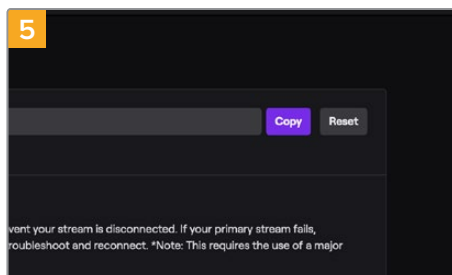 5
Copy Reset
vent your stream is disconnected. If your primary stream fails,
roubleshoot and reconnect. *Note: This requires the use of a major